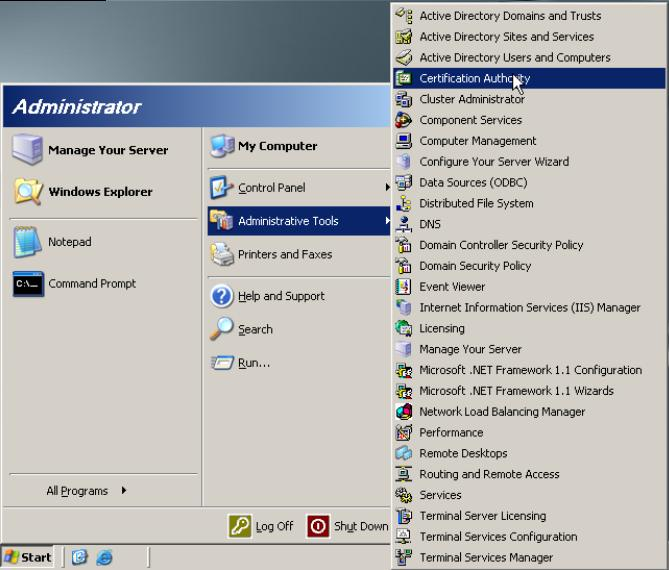 Administrator
Manage Your Server
Windows Explorer
Notepad
C:\_
Command Prompt
All Programs
My Computer
Control Panel
Administrative Tools
Printers and Faxes
Help and Support
Search
Run...
Log Off
Shut Down
Start
Active Directory Domains and Trusts
Active Directory Sites and Services
Active Directory Users and Computers
Certification Authority
Cluster Administrator
Component Services
Computer Management
Configure Your Server Wizard
Data Sources (ODBC)
Distributed File System
DNS
Domain Controller Security Policy
Domain Security Policy
Event Viewer
Internet Information Services (IIS) Manager
Licensing
Manage Your Server
Microsoft .NET Framework 1.1 Configuration
Microsoft .NET Framework 1.1 Wizards
Network Load Balancing Manager
Performance
Remote Desktops
Routing and Remote Access
Services
Terminal Server Licensing
Terminal Services Configuration
Terminal Services Manager